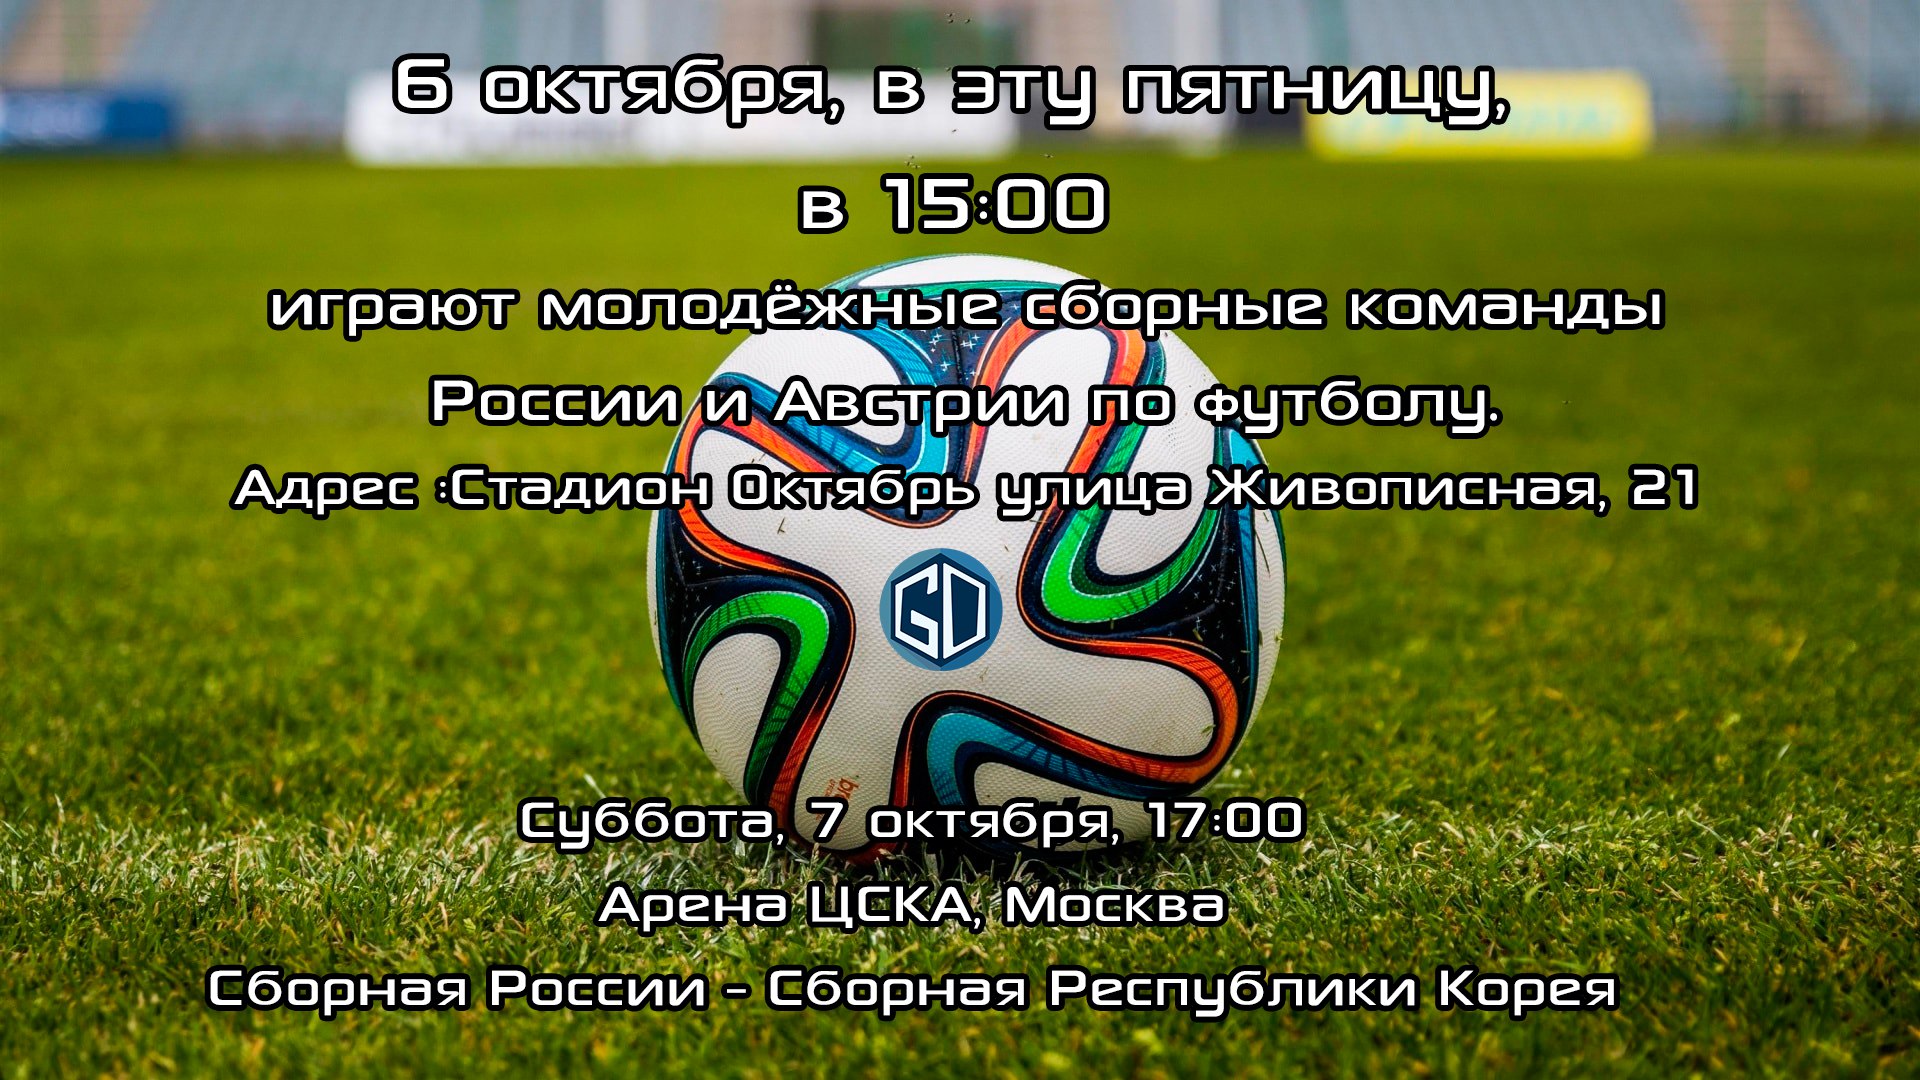 6 октября, в эту пятницу,
в 15:00
играют молодёжные сборные команды
России и Австрии по футболу.
Адрес :Стадион Октябрь улица Живописная, 21
GO
Суббота, 7 октября, 17:00
Арена ЦСКА, Москва
Сборная России - Сборная Республики Корея